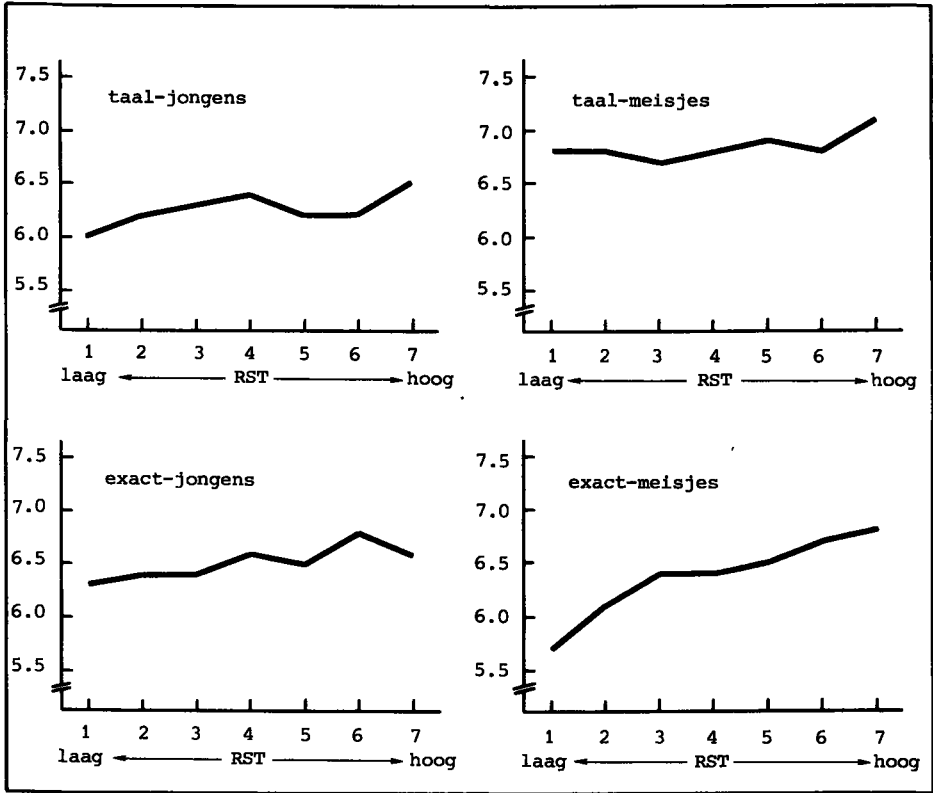 taal-jongens
7.5
7.0
6.5
6.0
5.5
1 2 3 4 5 6 7
laag RST hoog
taal-meisjes
7.5
7.0
6.5
6.0
5.5
1 2 3 4 5 6 7
laag RST hoog
exact-jongens
7.5
7.0
6.5
6.0
5.5
1 2 3 4 5 6 7
laag RST hoog
exact-meisjes
7.5
7.0
6.5
6.0
5.5
1 2 3 4 5 6 7
laag RST hoog